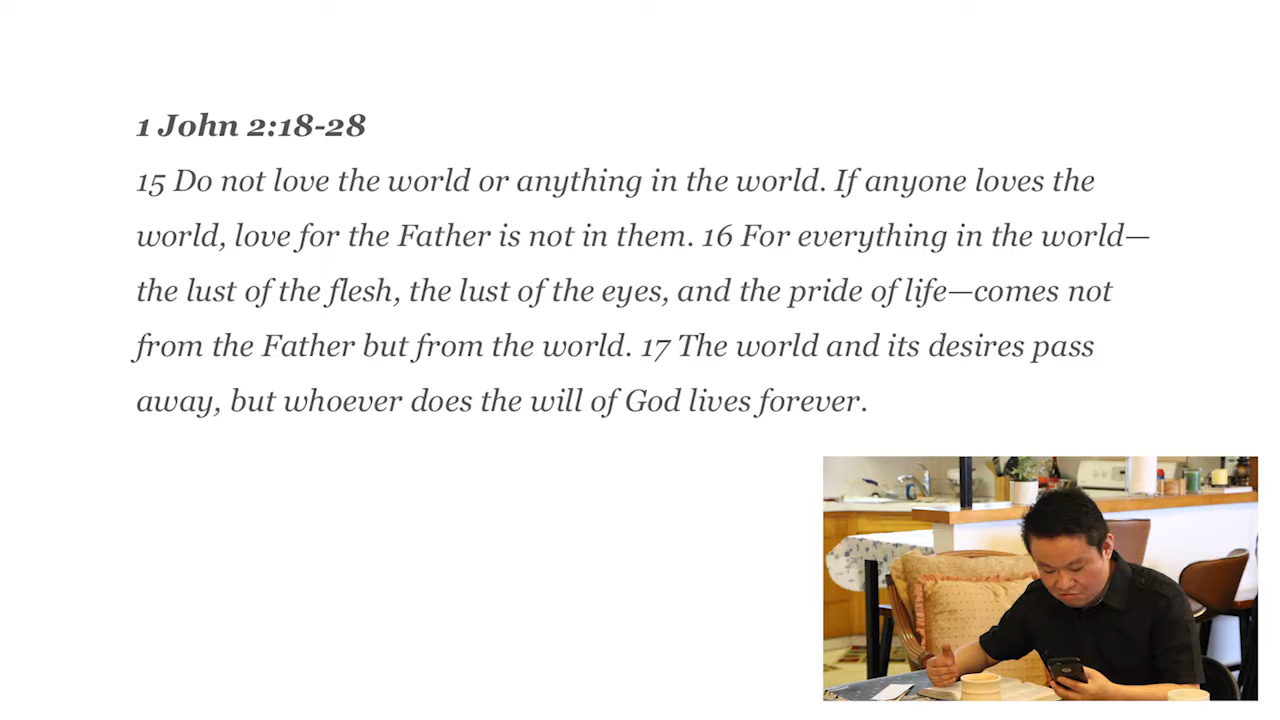 1 John 2:18-28
15 Do not love the world or anything in the world. If anyone loves the
world, love for the Father is not in them. 16 For everything in the world—
the lust of the flesh, the lust of the eyes, and the pride of life—comes not
from the Father but from the world. 17 The world and its desires pass
away, but whoever does the will of God lives forever.